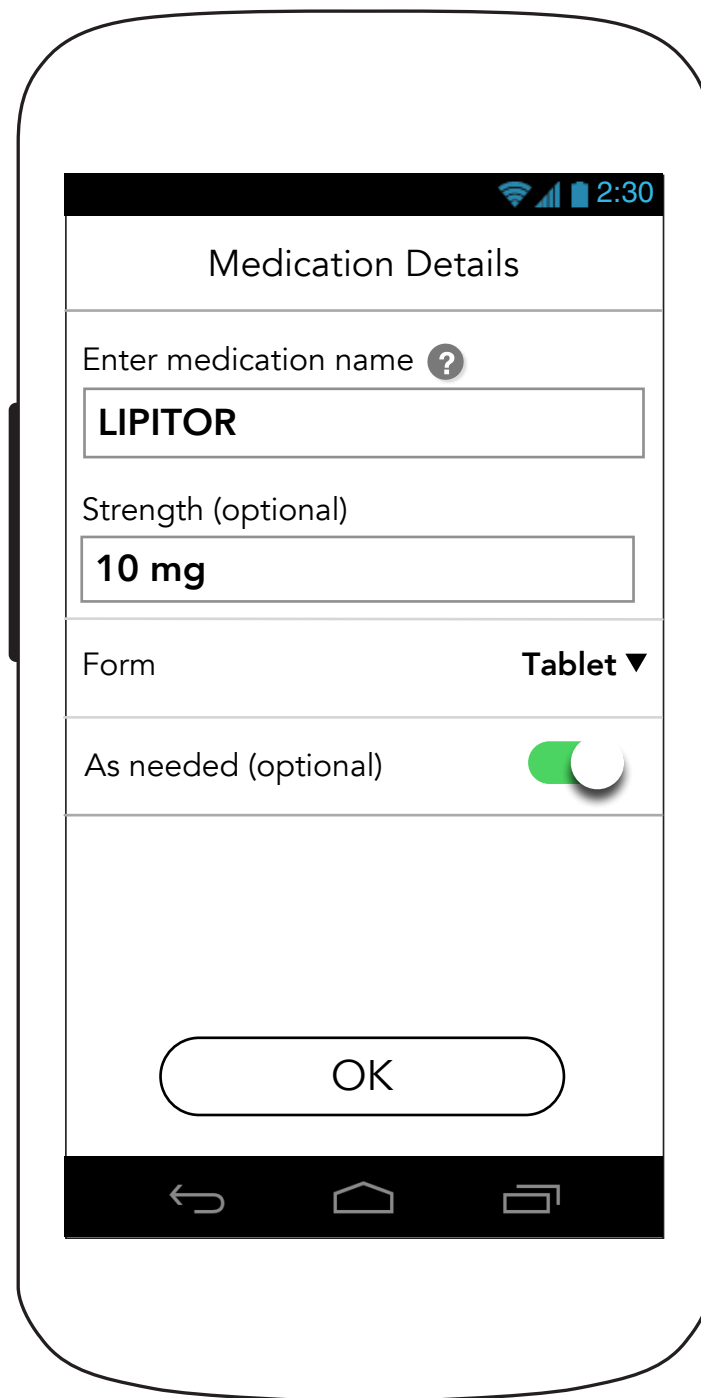 2:30
Medication Details
Enter medication name ?
LIPITOR
Strength (optional)
10 mg
Form Tablet ▼
As needed (optional)
OK